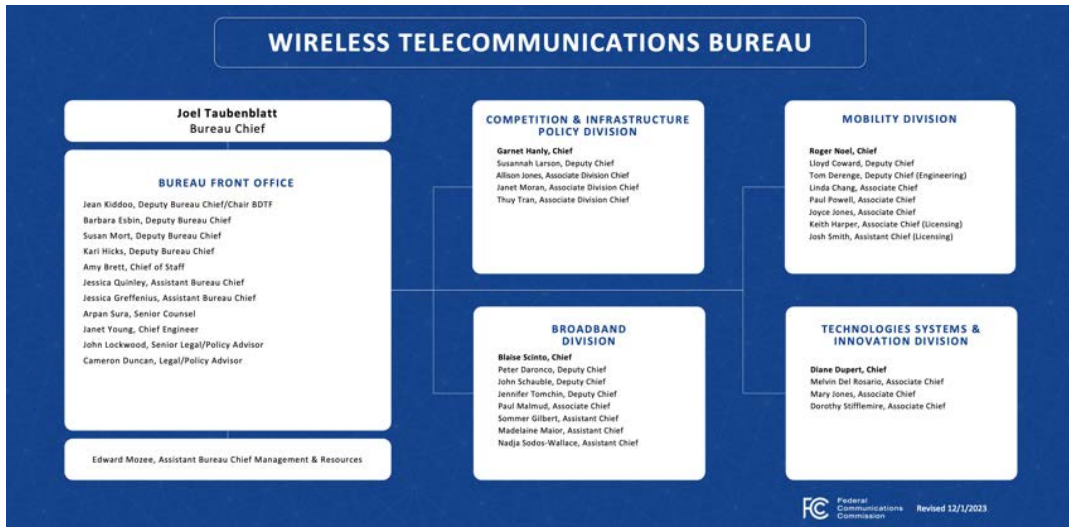 WIRELESS TELECOMMUNICATIONS BUREAU
Joel Taubenblatt
Bureau Chief
BUREAU FRONT OFFICE
Jean Kiddoo, Deputy Bureau Chief/Chair BDTF
Barbara Esbin, Deputy Bureau Chief
Susan Mort, Deputy Bureau Chief
Kari Hicks, Deputy Bureau Chief
Amy Brett, Chief of Staff
Jessica Quinley, Assistant Bureau Chief
Jessica Greffenius, Assistant Bureau Chief
Arpan Sura, Senior Counsel
Janet Young, Chief Engineer
John Lockwood, Senior Legal/Policy Advisor
Cameron Duncan, Legal/Policy Advisor
Edward Mozee, Assistant Bureau Chief Management & Resources
COMPETITION & INFRASTRUCTURE
POLICY DIVISION
Garnet Hanly, Chief
Susannah Larson, Deputy Chief
Allison Jones, Associate Division Chief
Janet Moran, Associate Division Chief
Thuy Tran, Associate Division Chief
BROADBAND
DIVISION
Blaise Scinto, Chief
Peter Daronco, Deputy Chief
John Schauble, Deputy Chief
Jennifer Tomchin, Deputy Chief
Paul Malmud, Associate Chief
Sommer Gilbert, Assistant Chief
Madelaine Maior, Assistant Chief
Nadja Sodos-Wallace, Assistant Chief
MOBILITY DIVISION
Roger Noel, Chief
Lloyd Coward, Deputy Chief
Tom Derenge, Deputy Chief (Engineering)
Linda Chang, Associate Chief
Paul Powell, Associate Chief
Joyce Jones, Associate Chief
Keith Harper, Associate Chief (Licensing)
Josh Smith, Assistant Chief (Licensing)
TECHNOLOGIES SYSTEMS &
INNOVATION DIVISION
Diane Dupert, Chief
Melvin Del Rosario, Associate Chief
Mary Jones, Associate Chief
Dorothy Stifflemire, Associate Chief
FCC
Federal
Communications
Commission
Revised 12/1/2023